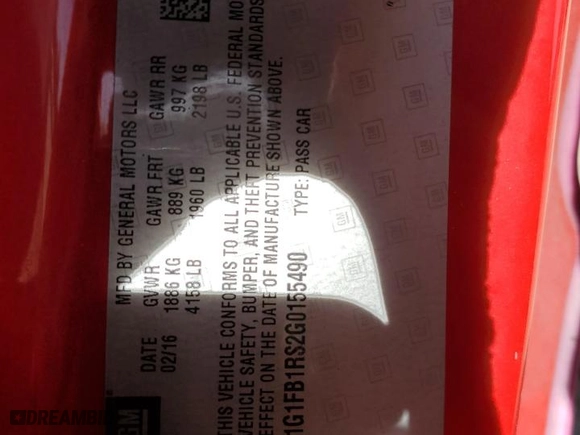 MFD BY GENERAL MOTORS LLC
DATE GVWR GAWR FRT GAWR RR
02/16 1886 KG 889 KG 997 KG
4158 LB 1960 LB 2198 LB
THIS VEHICLE CONFORMS TO ALL APPLICABLE U.S. FEDERAL
VEHICLE SAFETY, BUMPER, AND THEFT PREVENTION STANDARDS
EFFECT ON THE DATE OF MANUFACTURE SHOWN ABOVE.
1G1FB1RS2G0155490 TYPE: PASS CAR
GM